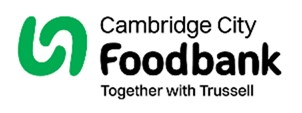 Cambridge City
Foodbank
Together with Trussell